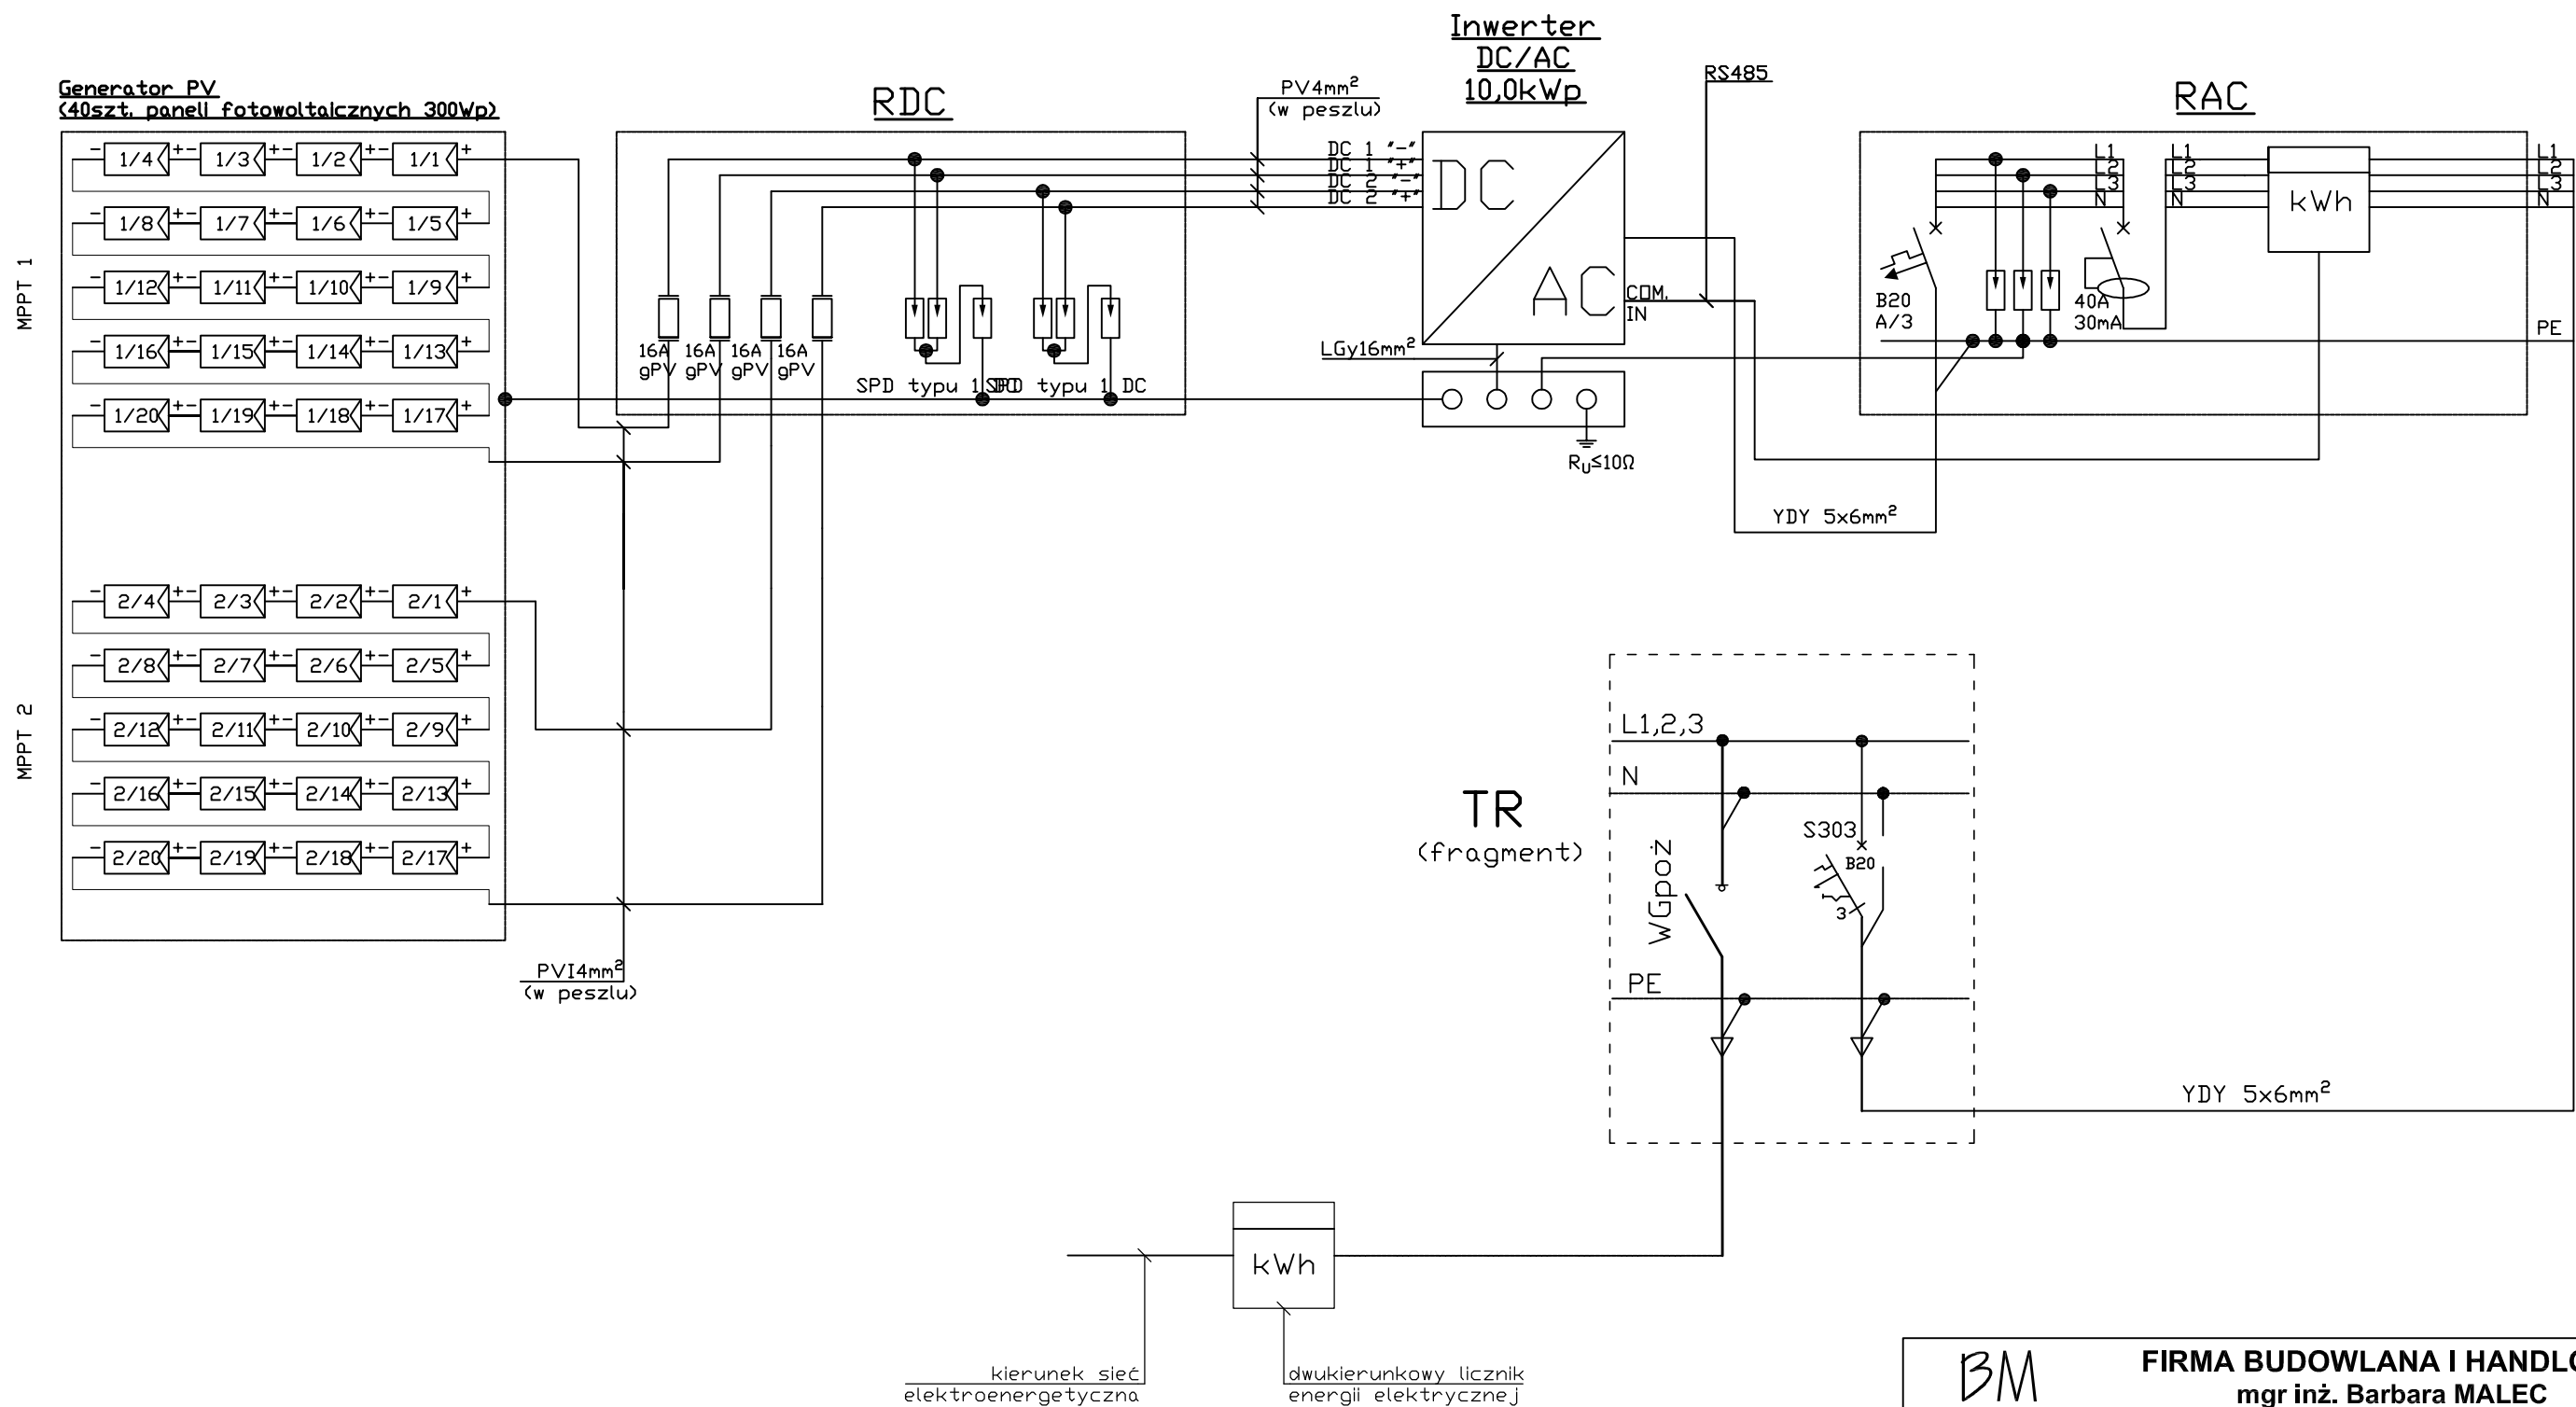 Generator PV
(40szt. paneli fotowoltaicznych 300Wp)
MPPT 1
- 1/4 +- 1/3 +- 1/2 +- 1/1 +
- 1/8 +- 1/7 +- 1/6 +- 1/5 +
- 1/12 +- 1/11 +- 1/10 +- 1/9 +
- 1/16 +- 1/15 +- 1/14 +- 1/13 +
- 1/20 +- 1/19 +- 1/18 +- 1/17 +
MPPT 2
- 2/4 +- 2/3 +- 2/2 +- 2/1 +
- 2/8 +- 2/7 +- 2/6 +- 2/5 +
- 2/12 +- 2/11 +- 2/10 +- 2/9 +
- 2/16 +- 2/15 +- 2/14 +- 2/13 +
- 2/20 +- 2/19 +- 2/18 +- 2/17 +
PVI4mm²
(w peszlu)
RDC
16A 16A 16A 16A
gPV gPV gPV gPV
SPD typu 1 DC
SPD typu 1 DC
PV4mm²
(w peszlu)
DC 1 "-"
DC 1 "+"
DC 2 "-"
DC 2 "+"
Inwerter
DC/AC
10,0kWp
DC
AC
COM.
IN
RS485
LGy16mm²
RU≤10Ω
YDY 5x6mm²
RAC
B20
A/3
L1
L2
L3
N
40A
30mA
L1
L2
L3
N
kWh
L1
L2
L3
N
PE
TR
(fragment)
L1,2,3
N
WGpoż
S303
B20
3
PE
YDY 5x6mm²
kWh
kierunek sieć
elektroenergetyczna
dwukierunkowy licznik
energii elektrycznej
BM
FIRMA BUDOWLANA I HANDLO
mgr inż. Barbara MALEC